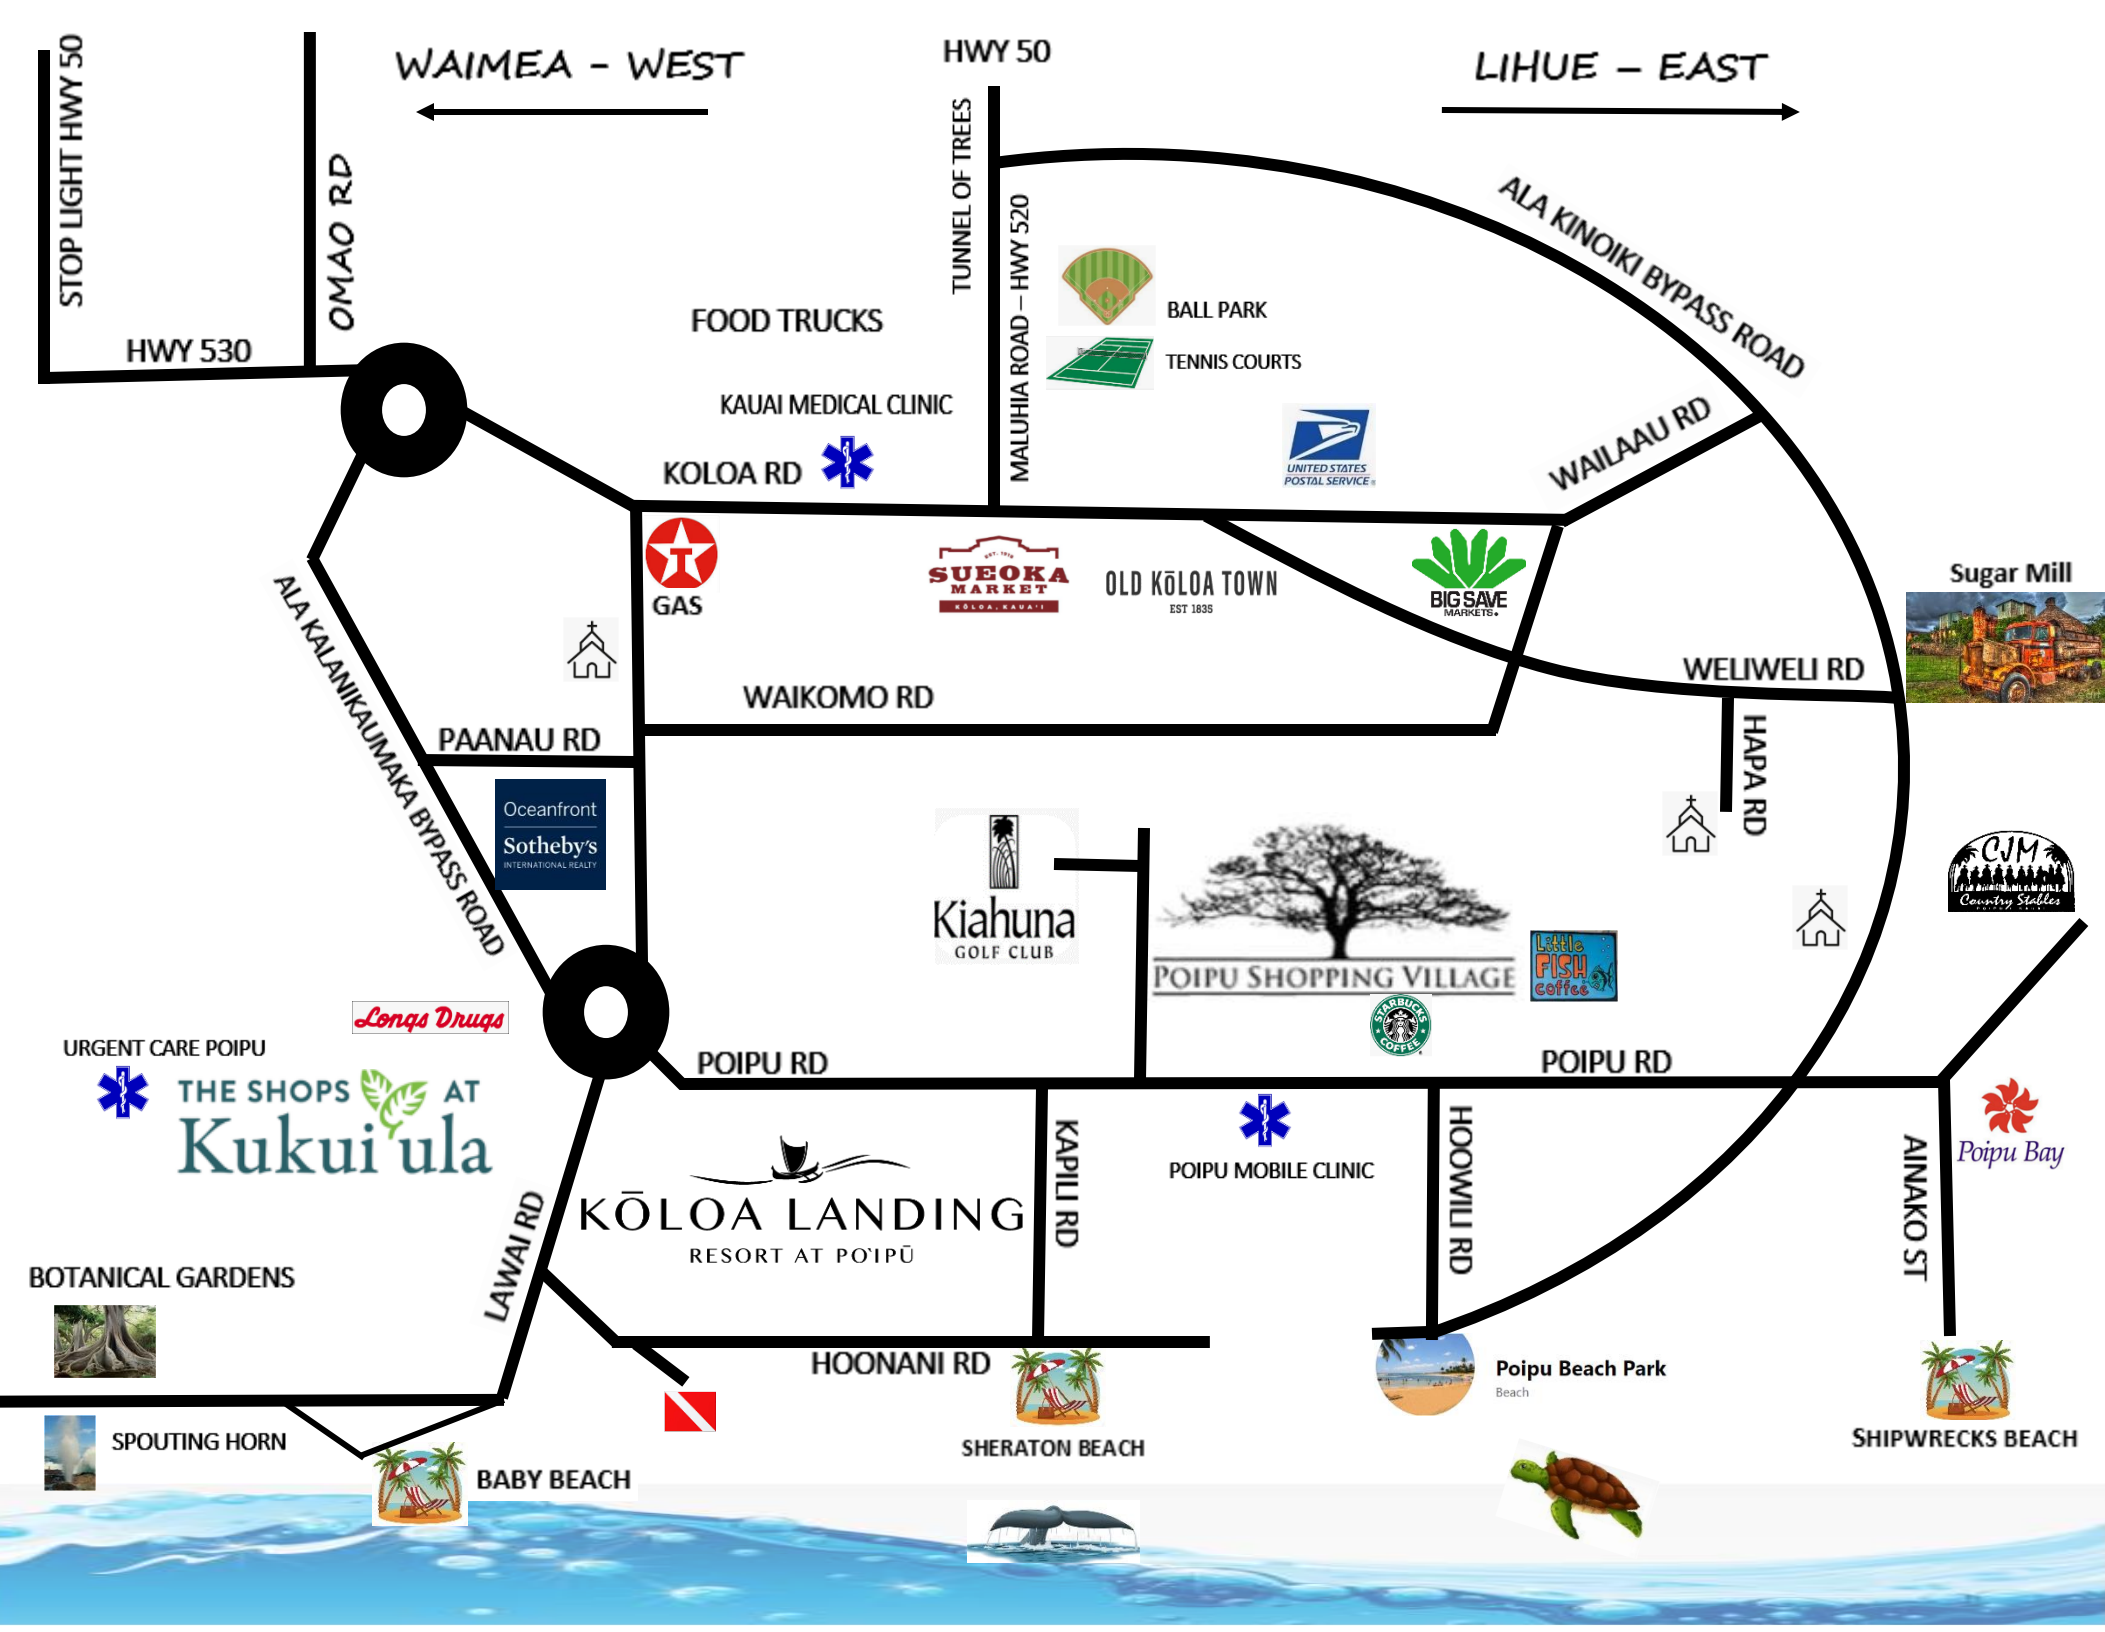 STOP LIGHT HWY 50
OMAO RD
WAIMEA - WEST
HWY 50
LIHUE – EAST
TUNNEL OF TREES
MALUHIA ROAD – HWY 520
ALA KINOIKI BYPASS ROAD
HWY 530
FOOD TRUCKS
BALL PARK
TENNIS COURTS
KAUAI MEDICAL CLINIC
KOLOA RD
UNITED STATES
POSTAL SERVICE
WAILAAU RD
T
GAS
EST. 1918
SUEOKA
MARKET
KŌLOA, KAUA'I
OLD KōLOA TOWN
EST 1835
BIG SAVE
MARKETS.
Sugar Mill
ALA KALANIKAUMAKA BYPASS ROAD
WAIKOMO RD
WELIWELI RD
PAANAU RD
HAPA RD
Oceanfront
Sotheby's
INTERNATIONAL REALTY
Kiahuna
GOLF CLUB
POIPU SHOPPING VILLAGE
Little
FISH
coffee
CJM
Country Stables
STARBUCKS
COFFEE
Longs Drugs
URGENT CARE POIPU
THE SHOPS AT
Kukui'ula
POIPU RD
POIPU RD
KAPILI RD
POIPU MOBILE CLINIC
HOOWILI RD
AINAKO ST
Poipu Bay
LAWAI RD
KŌLOA LANDING
RESORT AT PO'IPŪ
BOTANICAL GARDENS
HOONANI RD
Poipu Beach Park
Beach
SPOUTING HORN
BABY BEACH
SHERATON BEACH
SHIPWRECKS BEACH